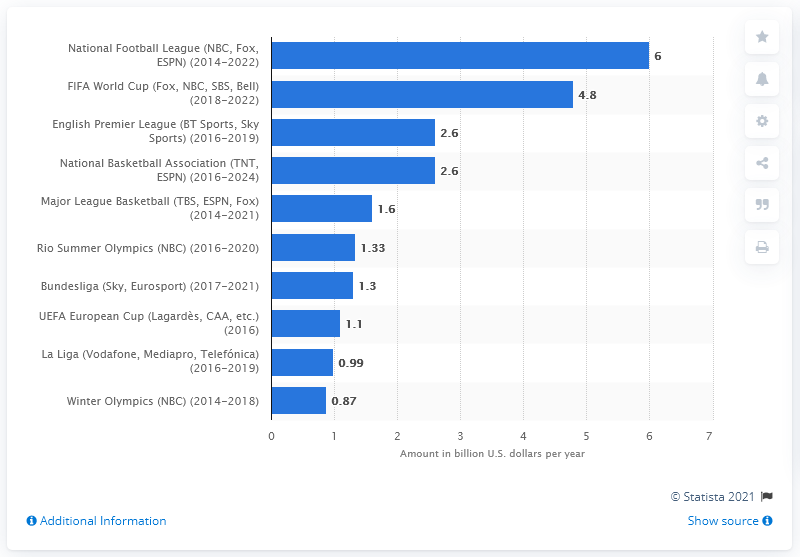 National Football League (NBC, Fox,
ESPN) (2014-2022)
6
FIFA World Cup (Fox, NBC, SBS, Bell)
(2018-2022)
4.8
English Premier League (BT Sports, Sky
Sports) (2016-2019)
2.6
National Basketball Association (TNT,
ESPN) (2016-2024)
2.6
Major League Basketball (TBS, ESPN, Fox)
(2014-2021)
1.6
Rio Summer Olympics (NBC) (2016-2020)
1.33
Bundesliga (Sky, Eurosport) (2017-2021)
1.3
UEFA European Cup (Lagardès, CAA, etc.)
(2016)
1.1
La Liga (Vodafone, Mediapro, Telefónica)
(2016-2019)
0.99
Winter Olympics (NBC) (2014-2018)
0.87
0 1 2 3 4 5 6 7
Amount in billion U.S. dollars per year
© Statista 2021
Additional Information
Show source